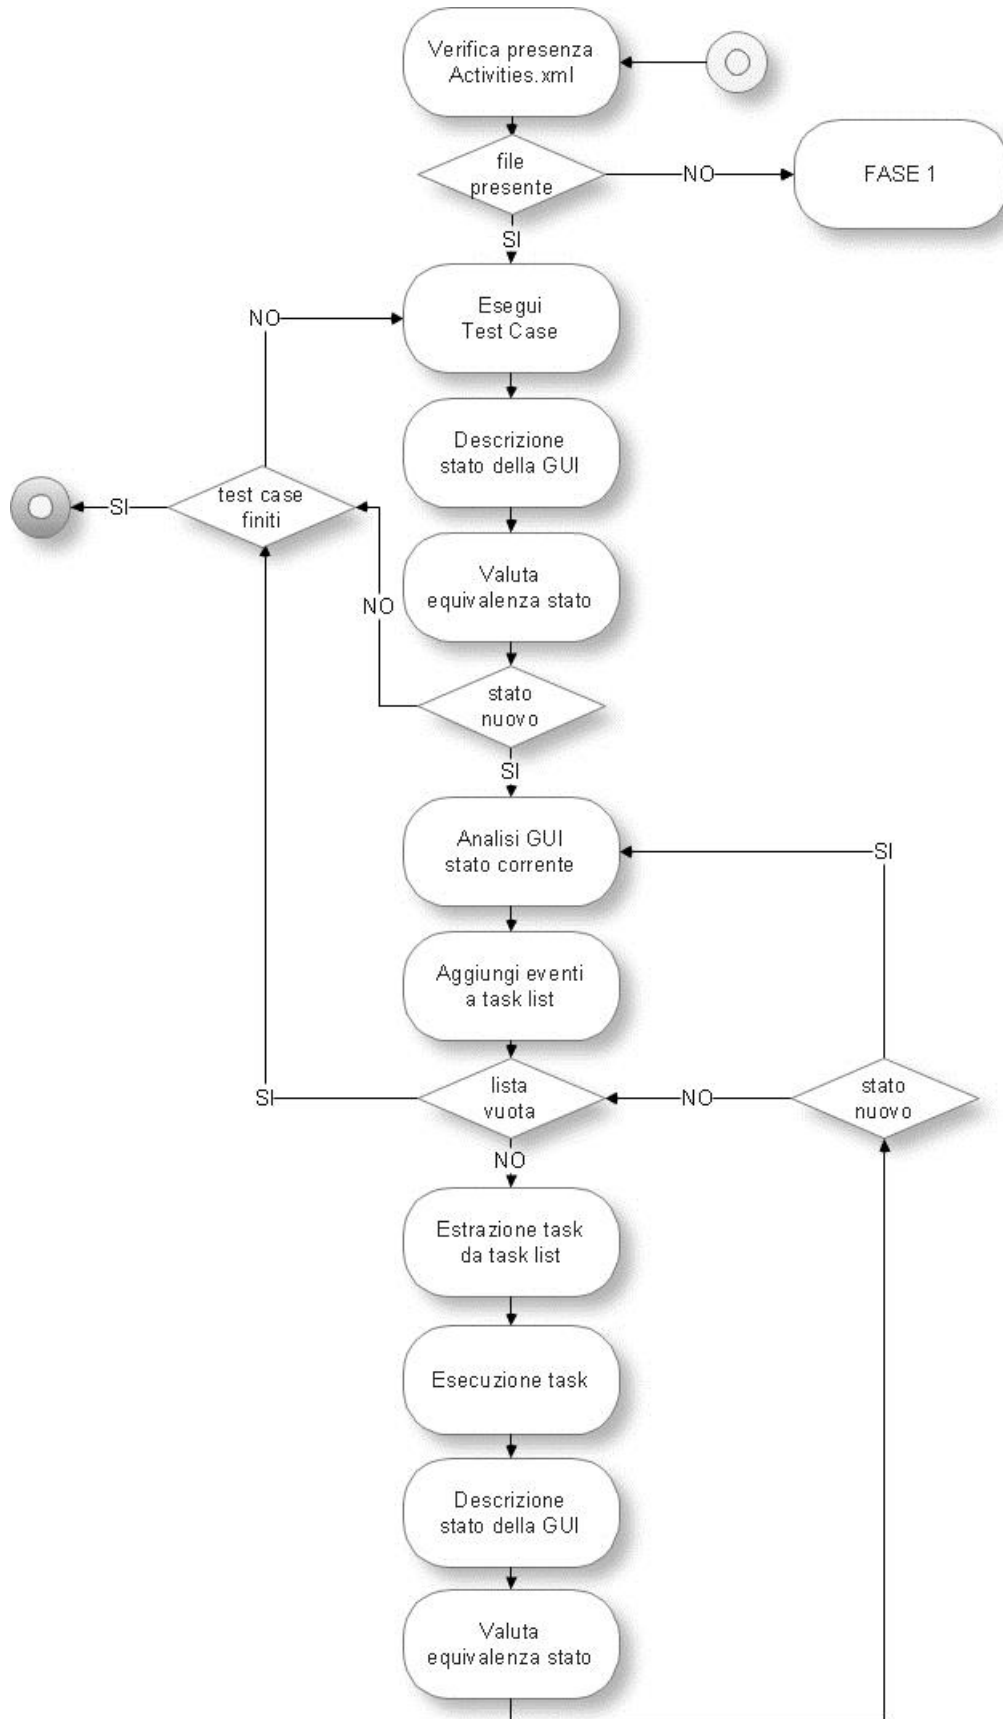 Verifica presenza
Activities.xml
file
presente
NO
FASE 1
SI
Esegui
Test Case
NO
Descrizione
stato della GUI
test case
finiti
SI
Valuta
equivalenza stato
NO
stato
nuovo
SI
Analisi GUI
stato corrente
SI
Aggiungi eventi
a task list
lista
vuota
SI
NO
stato
nuovo
NO
Estrazione task
da task list
Esecuzione task
Descrizione
stato della GUI
Valuta
equivalenza stato